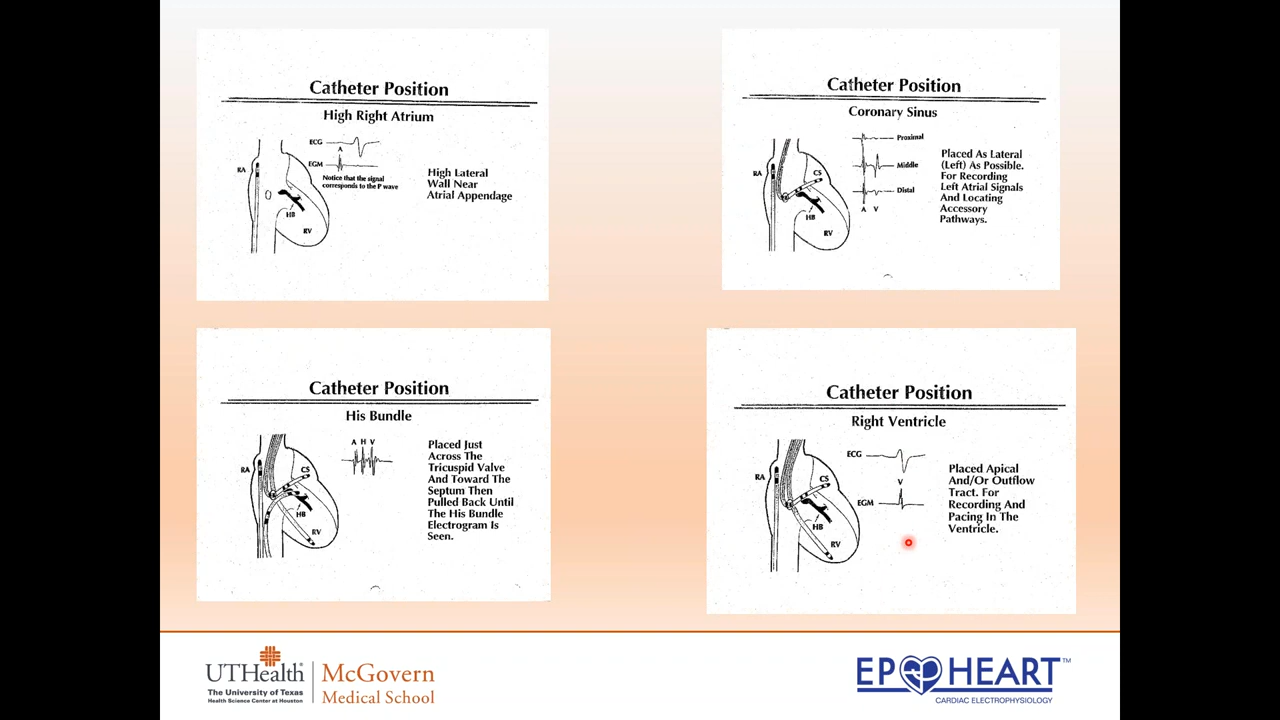 Catheter Position
High Right Atrium
ECG
A
EGM
Notice that the signal
corresponds to the P wave
RA
HB
RV
High Lateral
Wall Near
Atrial Appendage
Catheter Position
Coronary Sinus
Proximal
Middle
Distal
A V
RA
CS
HB
RV
Placed As Lateral
(Left) As Possible.
For Recording
Left Atrial Signals
And Locating
Accessory
Pathways.
Catheter Position
His Bundle
A H V
RA
CS
HB
RV
Placed Just
Across The
Tricuspid Valve
And Toward The
Septum Then
Pulled Back Until
The His Bundle
Electrogram Is
Seen.
Catheter Position
Right Ventricle
ECG
V
EGM
RA
CS
HB
RV
Placed Apical
And/Or Outflow
Tract. For
Recording And
Pacing In The
Ventricle.
UTHealth
The University of Texas
Health Science Center at Houston
McGovern
Medical School
EP HEART™
CARDIAC ELECTROPHYSIOLOGY